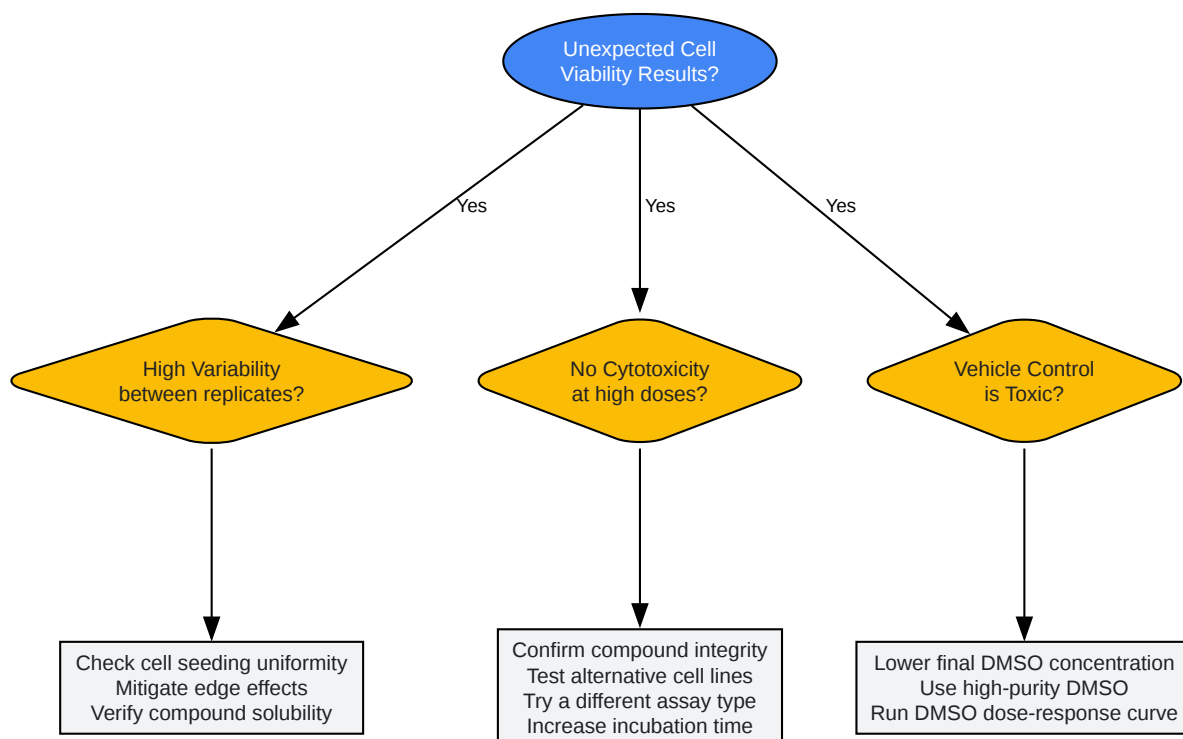 Unexpected Cell
Viability Results?
Yes
Yes
Yes
High Variability
between replicates?
No Cytotoxicity
at high doses?
Vehicle Control
is Toxic?
Check cell seeding uniformity
Mitigate edge effects
Verify compound solubility
Confirm compound integrity
Test alternative cell lines
Try a different assay type
Increase incubation time
Lower final DMSO concentration
Use high-purity DMSO
Run DMSO dose-response curve